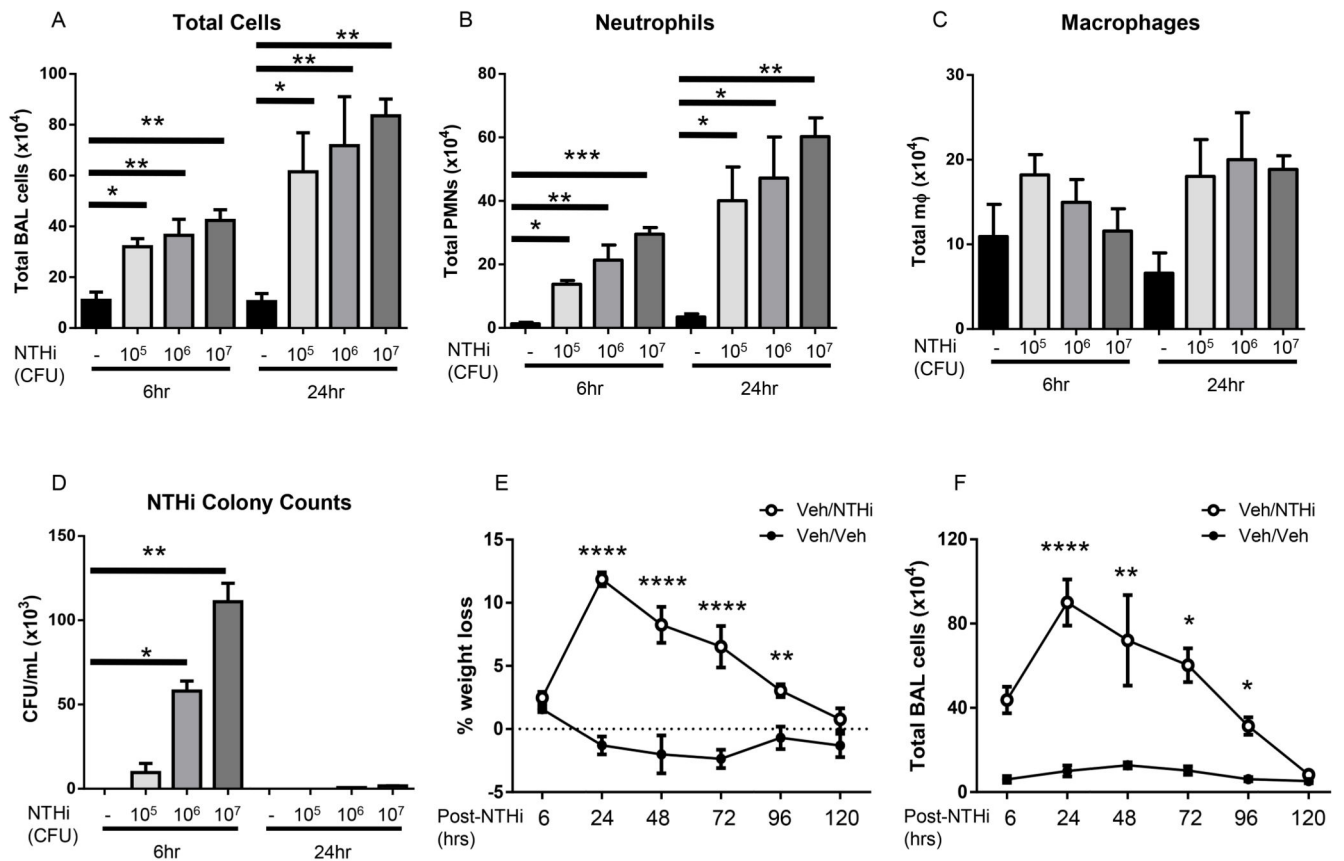 A
Total Cells
Total BAL cells (x10⁴)
100
80
60
40
20
0
*
**
**
*
**
**
NTHi
(CFU)
- 10⁵ 10⁶ 10⁷ - 10⁵ 10⁶ 10⁷
6hr 24hr
B
Neutrophils
Total PMNs (x10⁴)
80
60
40
20
0
*
**
***
*
*
**
NTHi
(CFU)
- 10⁵ 10⁶ 10⁷ - 10⁵ 10⁶ 10⁷
6hr 24hr
C
Macrophages
Total mϕ (x10⁴)
30
20
10
0
NTHi
(CFU)
- 10⁵ 10⁶ 10⁷ - 10⁵ 10⁶ 10⁷
6hr 24hr
D
NTHi Colony Counts
CFU/mL (x10³)
150
100
50
0
**
*
NTHi
(CFU)
- 10⁵ 10⁶ 10⁷ - 10⁵ 10⁶ 10⁷
6hr 24hr
E
Veh/NTHi
Veh/Veh
% weight loss
15
10
5
0
-5
**** **** **** **
Post-NTHi
(hrs)
6 24 48 72 96 120
F
Veh/NTHi
Veh/Veh
Total BAL cells (x10⁴)
120
80
40
0
**** ** * *
Post-NTHi
(hrs)
6 24 48 72 96 120